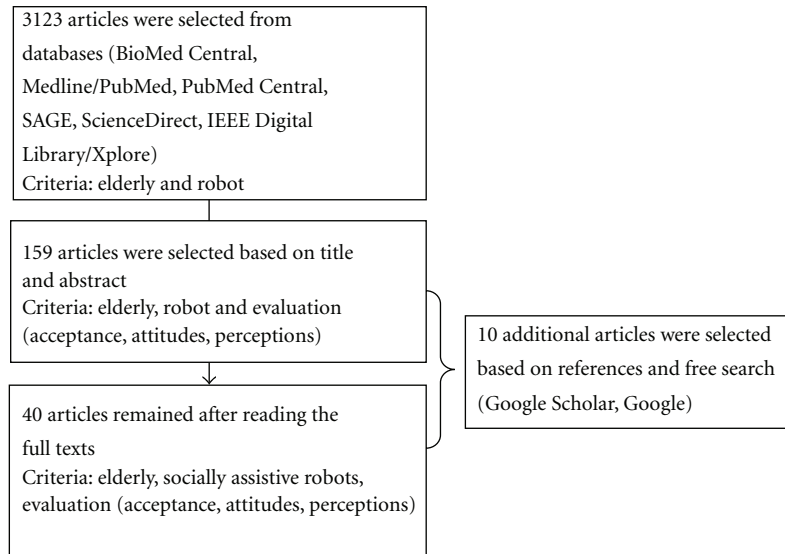 3123 articles were selected from
databases (BioMed Central,
Medline/PubMed, PubMed Central,
SAGE, ScienceDirect, IEEE Digital
Library/Xplore)
Criteria: elderly and robot
159 articles were selected based on title
and abstract
Criteria: elderly, robot and evaluation
(acceptance, attitudes, perceptions)
10 additional articles were selected
based on references and free search
(Google Scholar, Google)
40 articles remained after reading the
full texts
Criteria: elderly, socially assistive robots,
evaluation (acceptance, attitudes, perceptions)